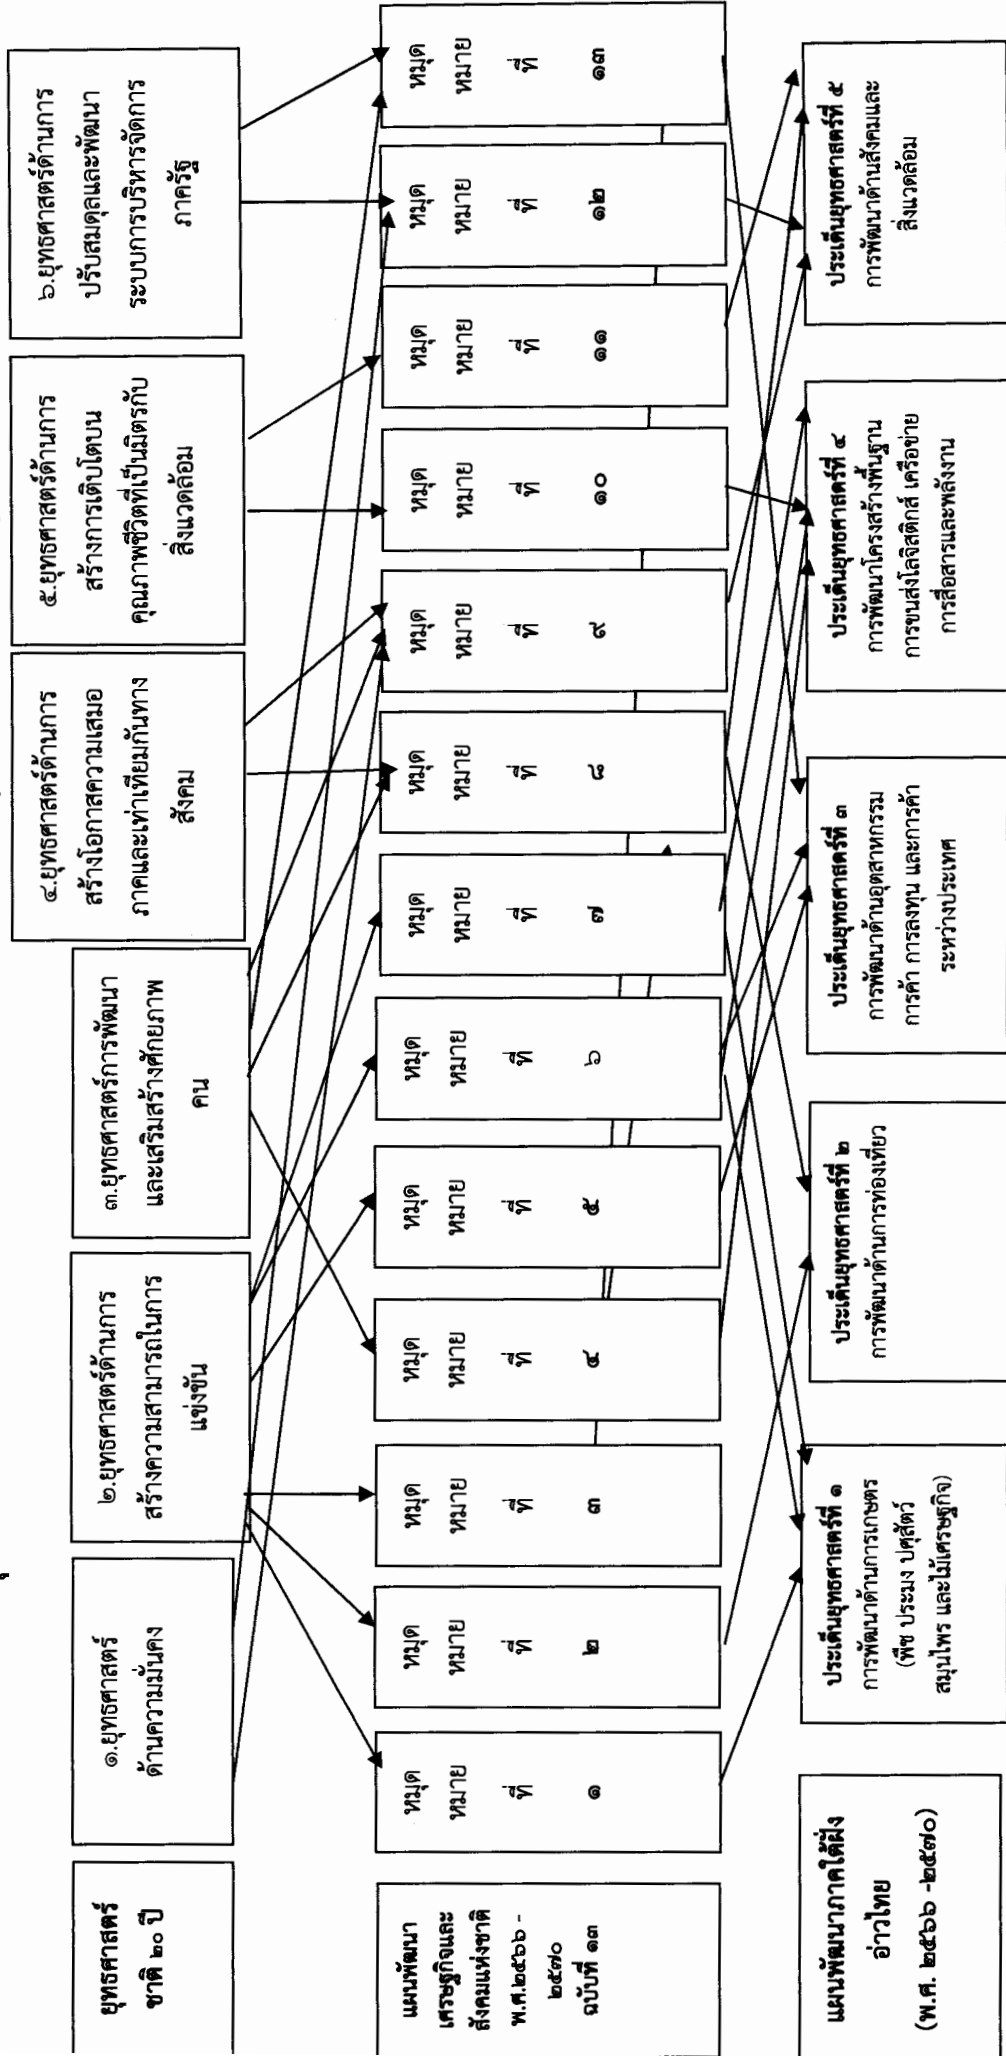 ยุทธศาสตร์
ชาติ ๒๐ ปี
๑.ยุทธศาสตร์
ด้านความมั่นคง
๒.ยุทธศาสตร์ด้านการ
สร้างความสามารถในการ
แข่งขัน
๓.ยุทธศาสตร์การพัฒนา
และเสริมสร้างศักยภาพ
คน
๔.ยุทธศาสตร์ด้านการ
สร้างโอกาสความเสมอ
ภาคและเท่าเทียมกันทาง
สังคม
๕.ยุทธศาสตร์ด้านการ
สร้างการเติบโตบน
คุณภาพชีวิตที่เป็นมิตรกับ
สิ่งแวดล้อม
๖.ยุทธศาสตร์ด้านการ
ปรับสมดุลและพัฒนา
ระบบการบริหารจัดการ
ภาครัฐ
แผนพัฒนา
เศรษฐกิจและ
สังคมแห่งชาติ
พ.ศ.๒๕๖๖ -
๒๕๗๐
ฉบับที่ ๑๓
หมุด
หมาย
ที่
๑
หมุด
หมาย
ที่
๒
หมุด
หมาย
ที่
๓
หมุด
หมาย
ที่
๔
หมุด
หมาย
ที่
๕
หมุด
หมาย
ที่
๖
หมุด
หมาย
ที่
๗
หมุด
หมาย
ที่
๘
หมุด
หมาย
ที่
๙
หมุด
หมาย
ที่
๑๐
หมุด
หมาย
ที่
๑๑
หมุด
หมาย
ที่
๑๒
หมุด
หมาย
ที่
๑๓
แผนพัฒนาภาคใต้ฝั่ง
อ่าวไทย
(พ.ศ. ๒๕๖๖ -๒๕๗๐)
ประเด็นยุทธศาสตร์ที่ ๑
การพัฒนาด้านการเกษตร
(พืช ประมง ปศุสัตว์
สมุนไพร และไม้เศรษฐกิจ)
ประเด็นยุทธศาสตร์ที่ ๒
การพัฒนาด้านการท่องเที่ยว
ประเด็นยุทธศาสตร์ที่ ๓
การพัฒนาด้านอุตสาหกรรม
การค้า การลงทุน และการค้า
ระหว่างประเทศ
ประเด็นยุทธศาสตร์ที่ ๔
การพัฒนาโครงสร้างพื้นฐาน
การขนส่งโลจิสติกส์ เครือข่าย
การสื่อสารและพลังงาน
ประเด็นยุทธศาสตร์ที่ ๕
การพัฒนาด้านสังคมและ
สิ่งแวดล้อม